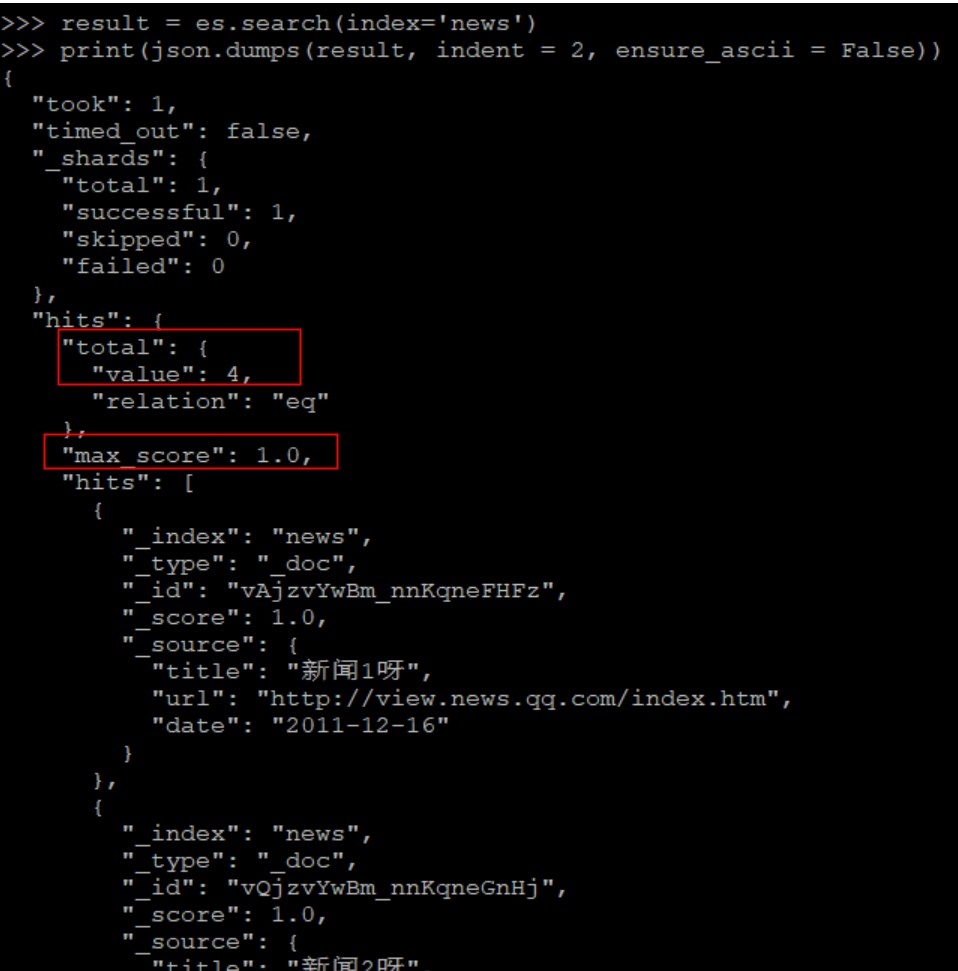 >>> result = es.search(index='news')
>>> print(json.dumps(result, indent = 2, ensure_ascii = False))
{
  "took": 1,
  "timed_out": false,
  "_shards": {
    "total": 1,
    "successful": 1,
    "skipped": 0,
    "failed": 0
  },
  "hits": {
    "total": {
      "value": 4,
      "relation": "eq"
    },
    "max_score": 1.0,
    "hits": [
      {
        "_index": "news",
        "_type": "_doc",
        "_id": "vAjzvYwBm_nnKqneFHFz",
        "_score": 1.0,
        "_source": {
          "title": "新闻1呀",
          "url": "http://view.news.qq.com/index.htm",
          "date": "2011-12-16"
        }
      },
      {
        "_index": "news",
        "_type": "_doc",
        "_id": "vQjzvYwBm_nnKqneGnHj",
        "_score": 1.0,
        "_source": {
          "title": "新闻2呀",